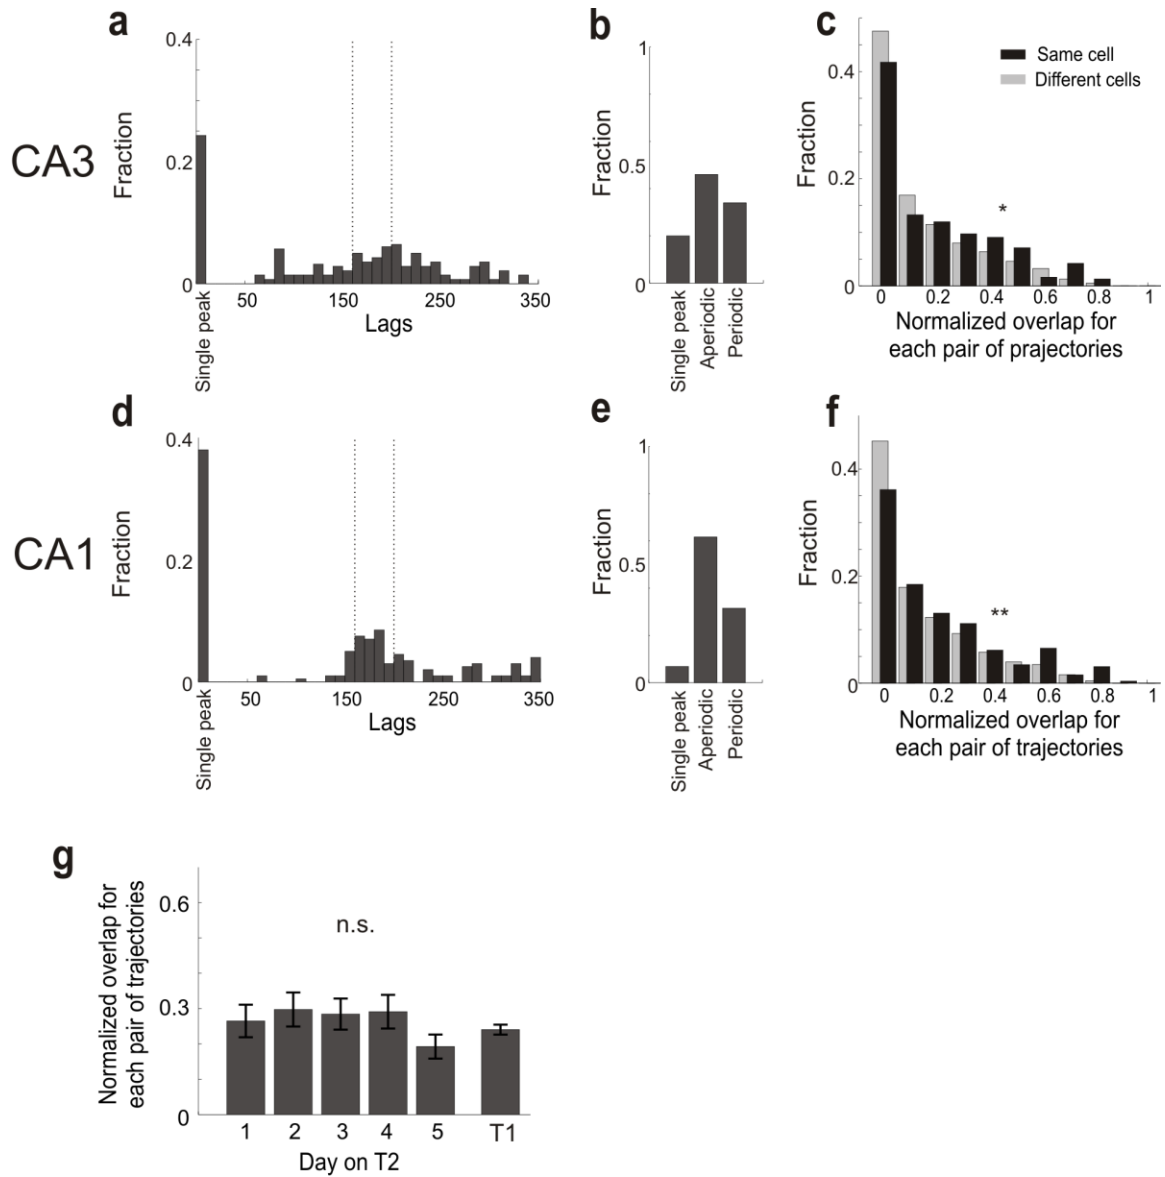 a
b
c
CA3
Fraction
0.4
0.2
0
Single peak
50
150
250
350
Lags
Fraction
1
0.5
0
Single peak
Aperiodic
Periodic
Fraction
0.4
0.2
0
Same cell
Different cells
*
0
0.2
0.4
0.6
0.8
1
Normalized overlap for
each pair of prajectories
d
e
f
CA1
Fraction
0.4
0.2
0
Single peak
50
150
250
350
Lags
Fraction
1
0.5
0
Single peak
Aperiodic
Periodic
Fraction
0.4
0.2
0
**
0
0.2
0.4
0.6
0.8
1
Normalized overlap for
each pair of trajectories
g
Normalized overlap for
each pair of trajectories
0.6
0.3
0
n.s.
1
2
3
4
5
T1
Day on T2